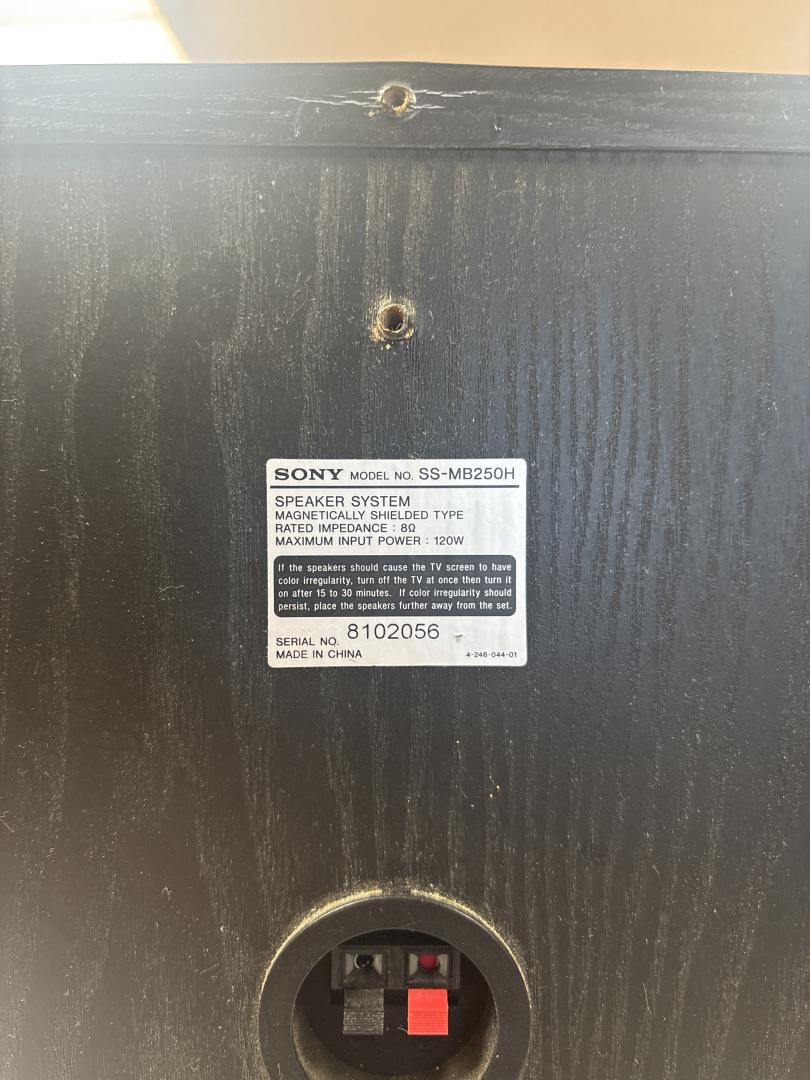 SONY MODEL NO. SS-MB250H
SPEAKER SYSTEM
MAGNETICALLY SHIELDED TYPE
RATED IMPEDANCE : 8Ω
MAXIMUM INPUT POWER : 120W
If the speakers should cause the TV screen to have
color irregularity, turn off the TV at once then turn it
on after 15 to 30 minutes. If color irregularity should
persist, place the speakers further away from the set.
SERIAL NO. 8102056
MADE IN CHINA 4-246-044-01